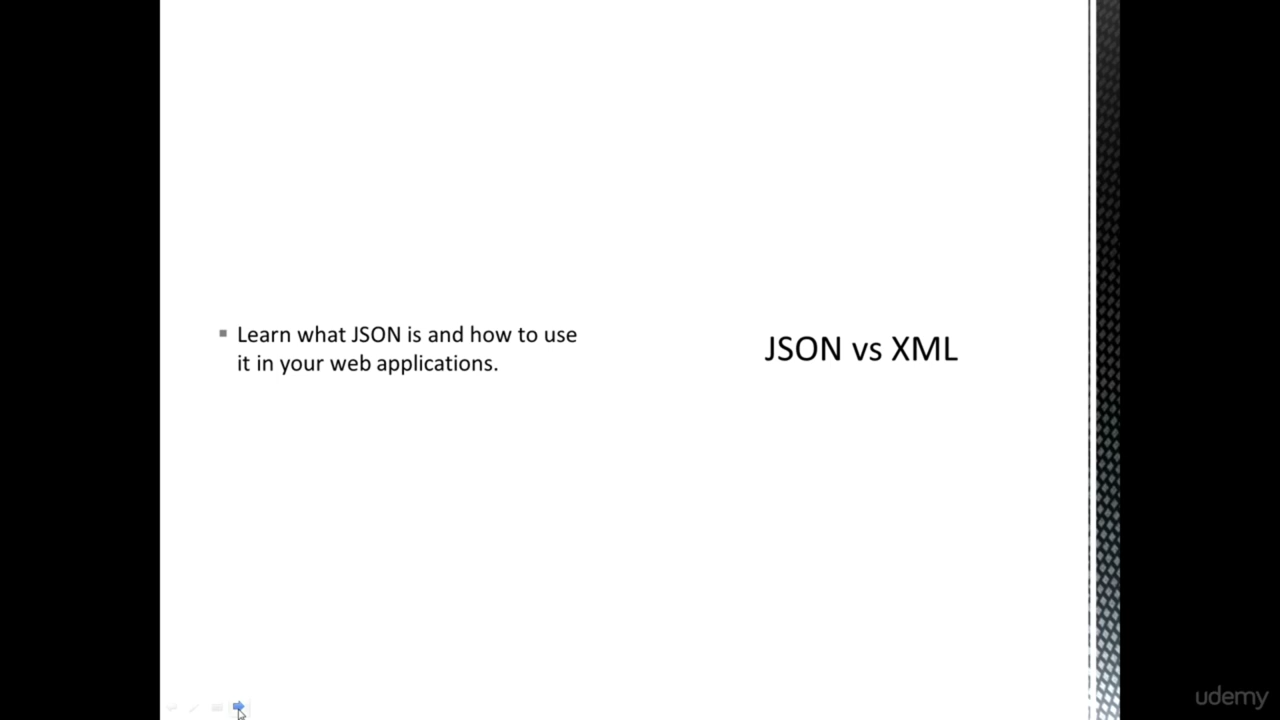 Learn what JSON is and how to use
it in your web applications.
JSON vs XML
udemy